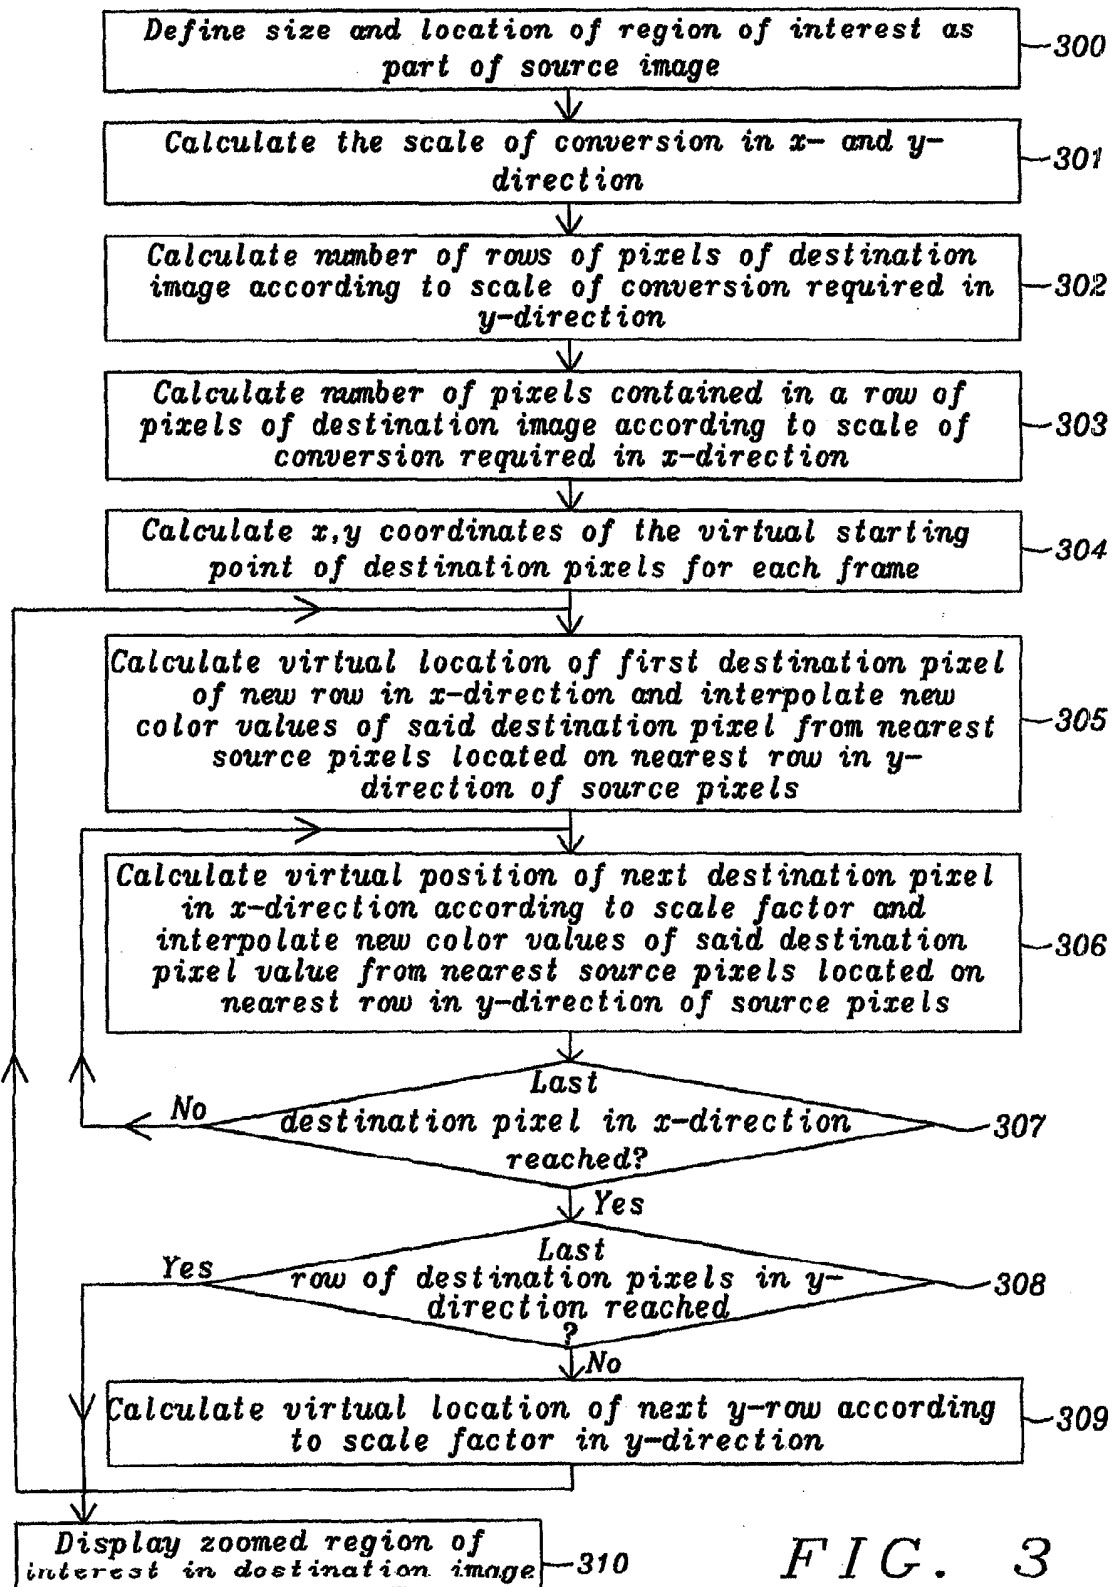 Define size and location of region of interest as
part of source image
300
Calculate the scale of conversion in x- and y-
direction
301
Calculate number of rows of pixels of destination
image according to scale of conversion required in
y-direction
302
Calculate number of pixels contained in a row of
pixels of destination image according to scale of
conversion required in x-direction
303
Calculate x,y coordinates of the virtual starting
point of destination pixels for each frame
304
Calculate virtual location of first destination pixel
of new row in x-direction and interpolate new
color values of said destination pixel from nearest
source pixels located on nearest row in y-
direction of source pixels
305
Calculate virtual position of next destination pixel
in x-direction according to scale factor and
interpolate new color values of said destination
pixel value from nearest source pixels located on
nearest row in y-direction of source pixels
306
Last
destination pixel in x-direction
reached?
307
No
Yes
Last
row of destination pixels in y-
direction reached
?
308
Yes
No
Calculate virtual location of next y-row according
to scale factor in y-direction
309
Display zoomed region of
interest in dostination image
310
FIG. 3